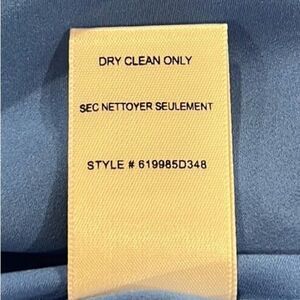 DRY CLEAN ONLY
SEC NETTOYER SEULEMENT
STYLE # 619985D348